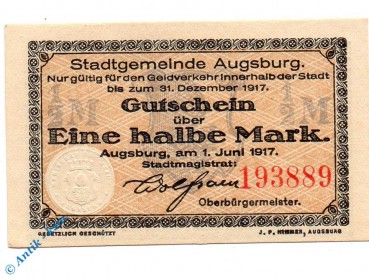 Stadtgemeinde Augsburg.
Nur gültig für den Geldverkehr innerhalb der Stadt
bis zum 31. Dezember 1917.
Gutschein
über
Eine halbe Mark.
Augsburg, am 1. Juni 1917.
Stadtmagistrat:
Wolfram
193889
Oberbürgermeister.
GESETZLICH GESCHÜTZT
J. P. HIMMER, AUGSBURG
1/2 M
1/2 M
© Antik